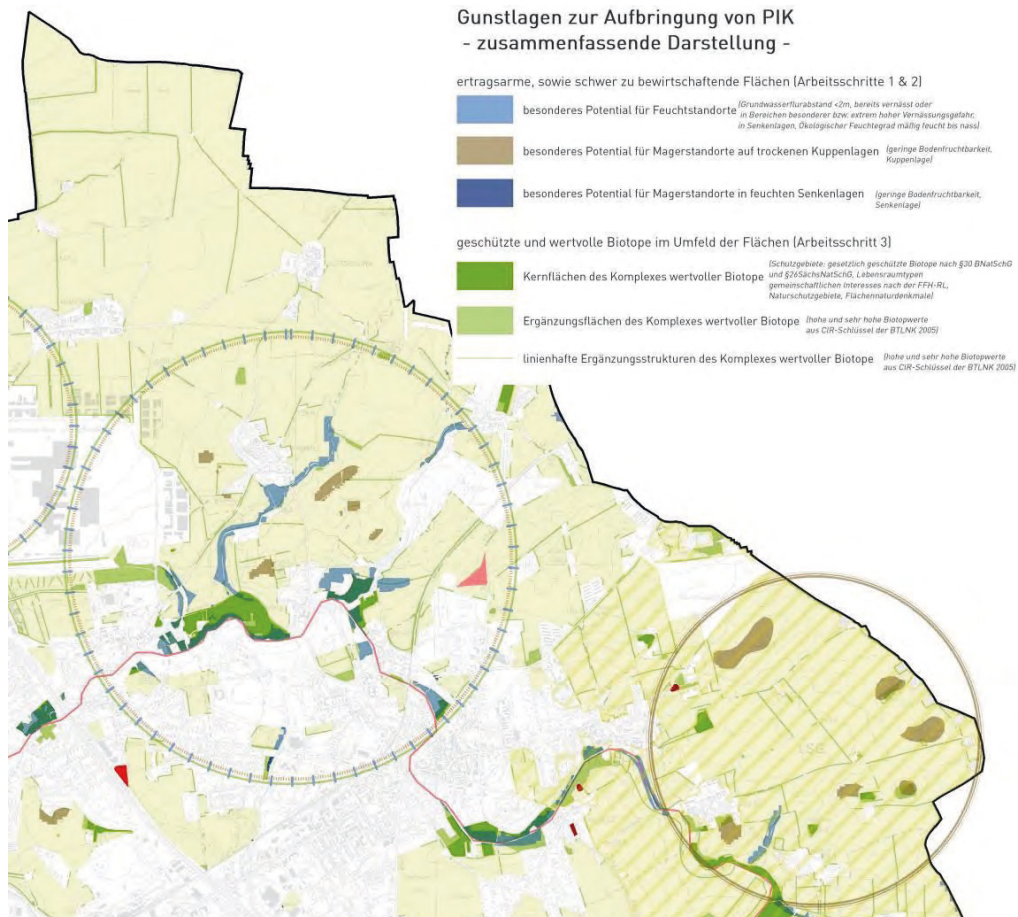 Gunstlagen zur Aufbringung von PIK
- zusammenfassende Darstellung -
ertragsarme, sowie schwer zu bewirtschaftende Flächen (Arbeitsschritte 1 & 2)
besonderes Potential für Feuchtstandorte (Grundwasserflurabstand <2m, bereits vernässt oder
in Bereichen besonderer bzw. extrem hoher Vernässungsgefahr,
in Senkenlagen, Ökologischer Feuchtegrad mäßig feucht bis nass)
besonderes Potential für Magerstandorte auf trockenen Kuppenlagen (geringe Bodenfruchtbarkeit,
Kuppenlage)
besonderes Potential für Magerstandorte in feuchten Senkenlagen (geringe Bodenfruchtbarkeit,
Senkenlage)
geschützte und wertvolle Biotope im Umfeld der Flächen (Arbeitsschritt 3)
Kernflächen des Komplexes wertvoller Biotope (Schutzgebiete: gesetzlich geschützte Biotope nach §30 BNatSchG
und §26SächsNatSchG, Lebensraumtypen
gemeinschaftlichen Interesses nach der FFH-RL,
Naturschutzgebiete, Flächennaturdenkmale)
Ergänzungsflächen des Komplexes wertvoller Biotope (hohe und sehr hohe Biotopwerte
aus CIR-Schlüssel der BTLNK 2005)
linienhafte Ergänzungsstrukturen des Komplexes wertvoller Biotope (hohe und sehr hohe Biotopwerte
aus CIR-Schlüssel der BTLNK 2005)
LSG